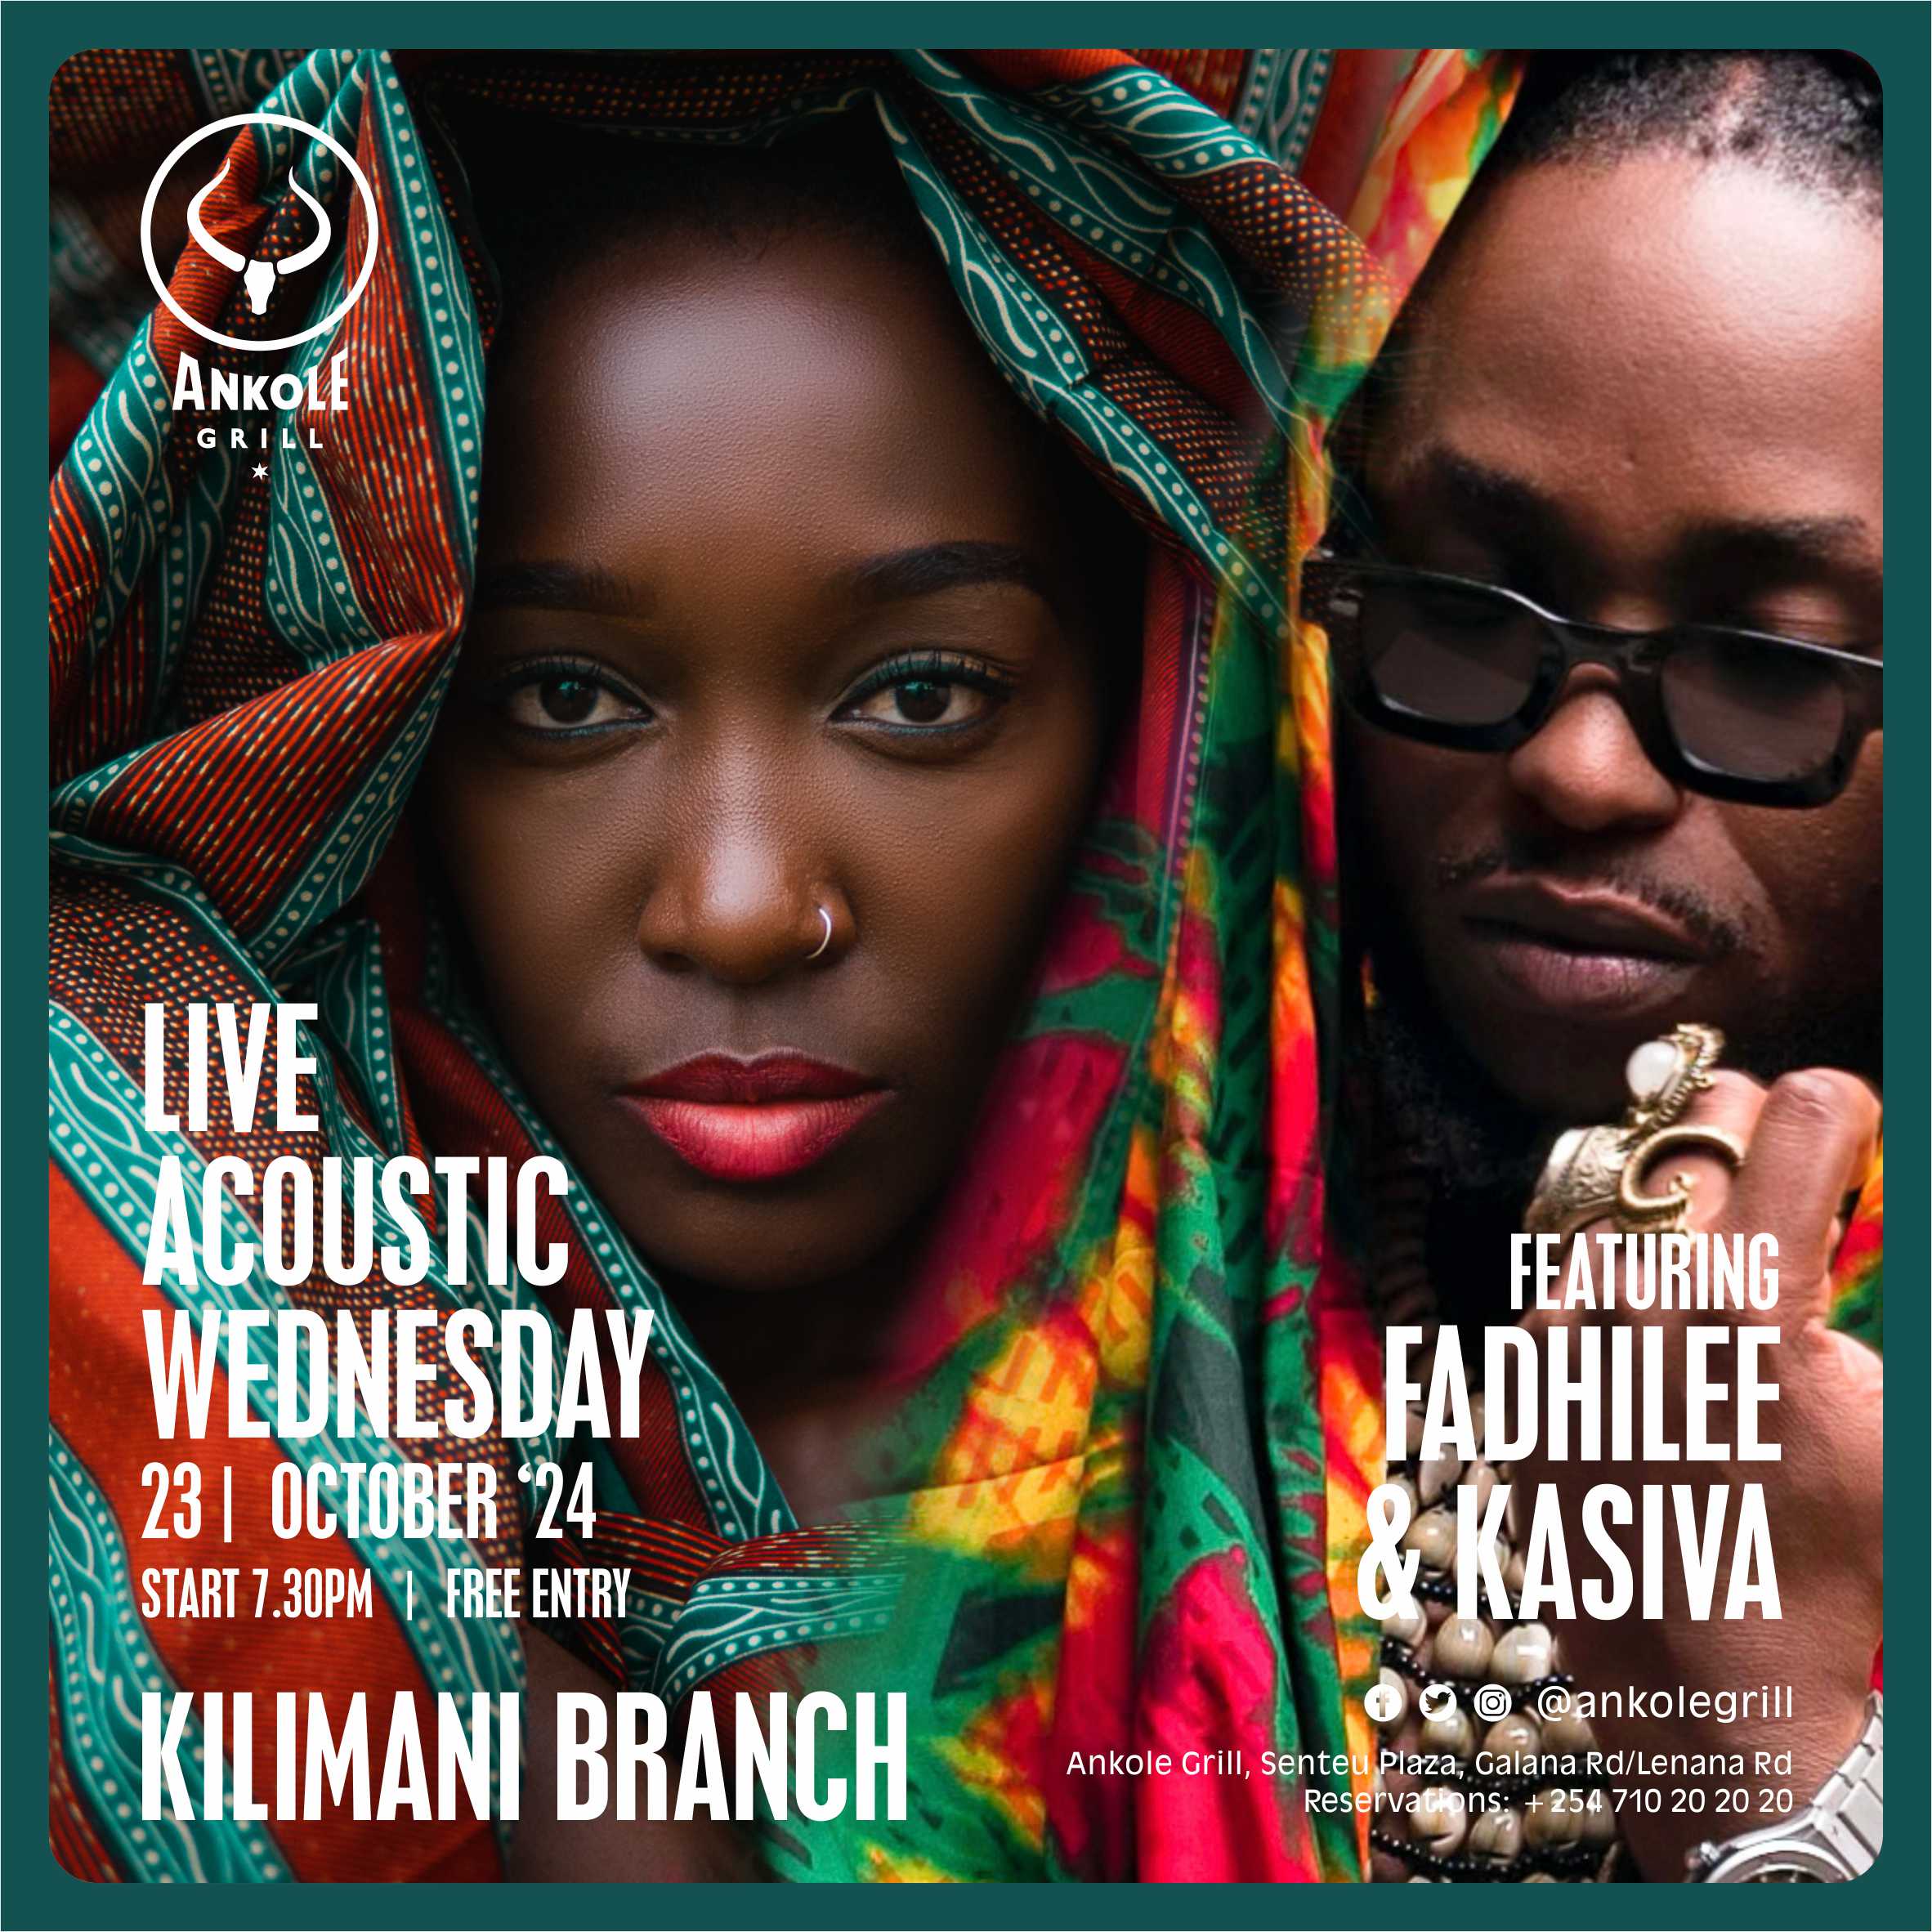 ANKOLE
GRILL
LIVE
ACOUSTIC
WEDNESDAY
23 | OCTOBER ‘24
START 7.30PM | FREE ENTRY
KILIMANI BRANCH
FEATURING
FADHILEE
& KASIVA
@ankolegrill
Ankole Grill, Senteu Plaza, Galana Rd/Lenana Rd
Reservations: +254 710 20 20 20